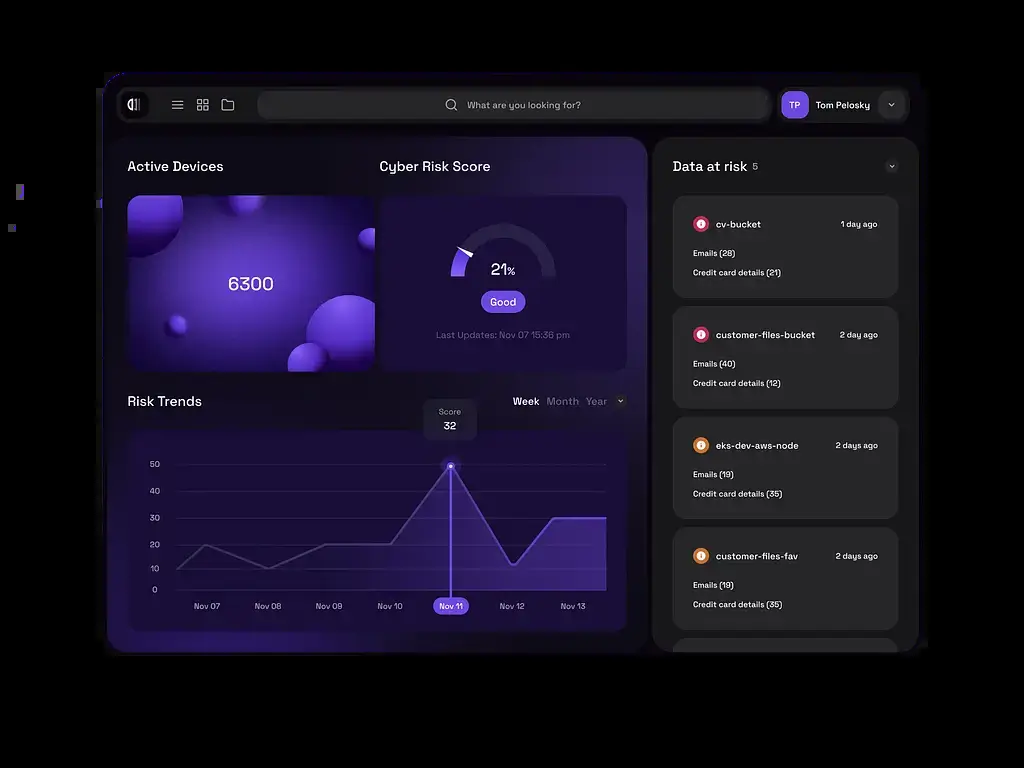 What are you looking for?
TP
Tom Pelosky
Active Devices
6300
Cyber Risk Score
21%
Good
Last Updates: Nov 07 15:36 pm
Risk Trends
Week Month Year
Score
32
50
40
30
20
10
0
Nov 07 Nov 08 Nov 09 Nov 10 Nov 11 Nov 12 Nov 13
Data at risk 5
cv-bucket 1 day ago
Emails (28)
Credit card details (21)
customer-files-bucket 2 day ago
Emails (40)
Credit card details (12)
eks-dev-aws-node 2 days ago
Emails (19)
Credit card details (35)
customer-files-fav 2 days ago
Emails (19)
Credit card details (35)